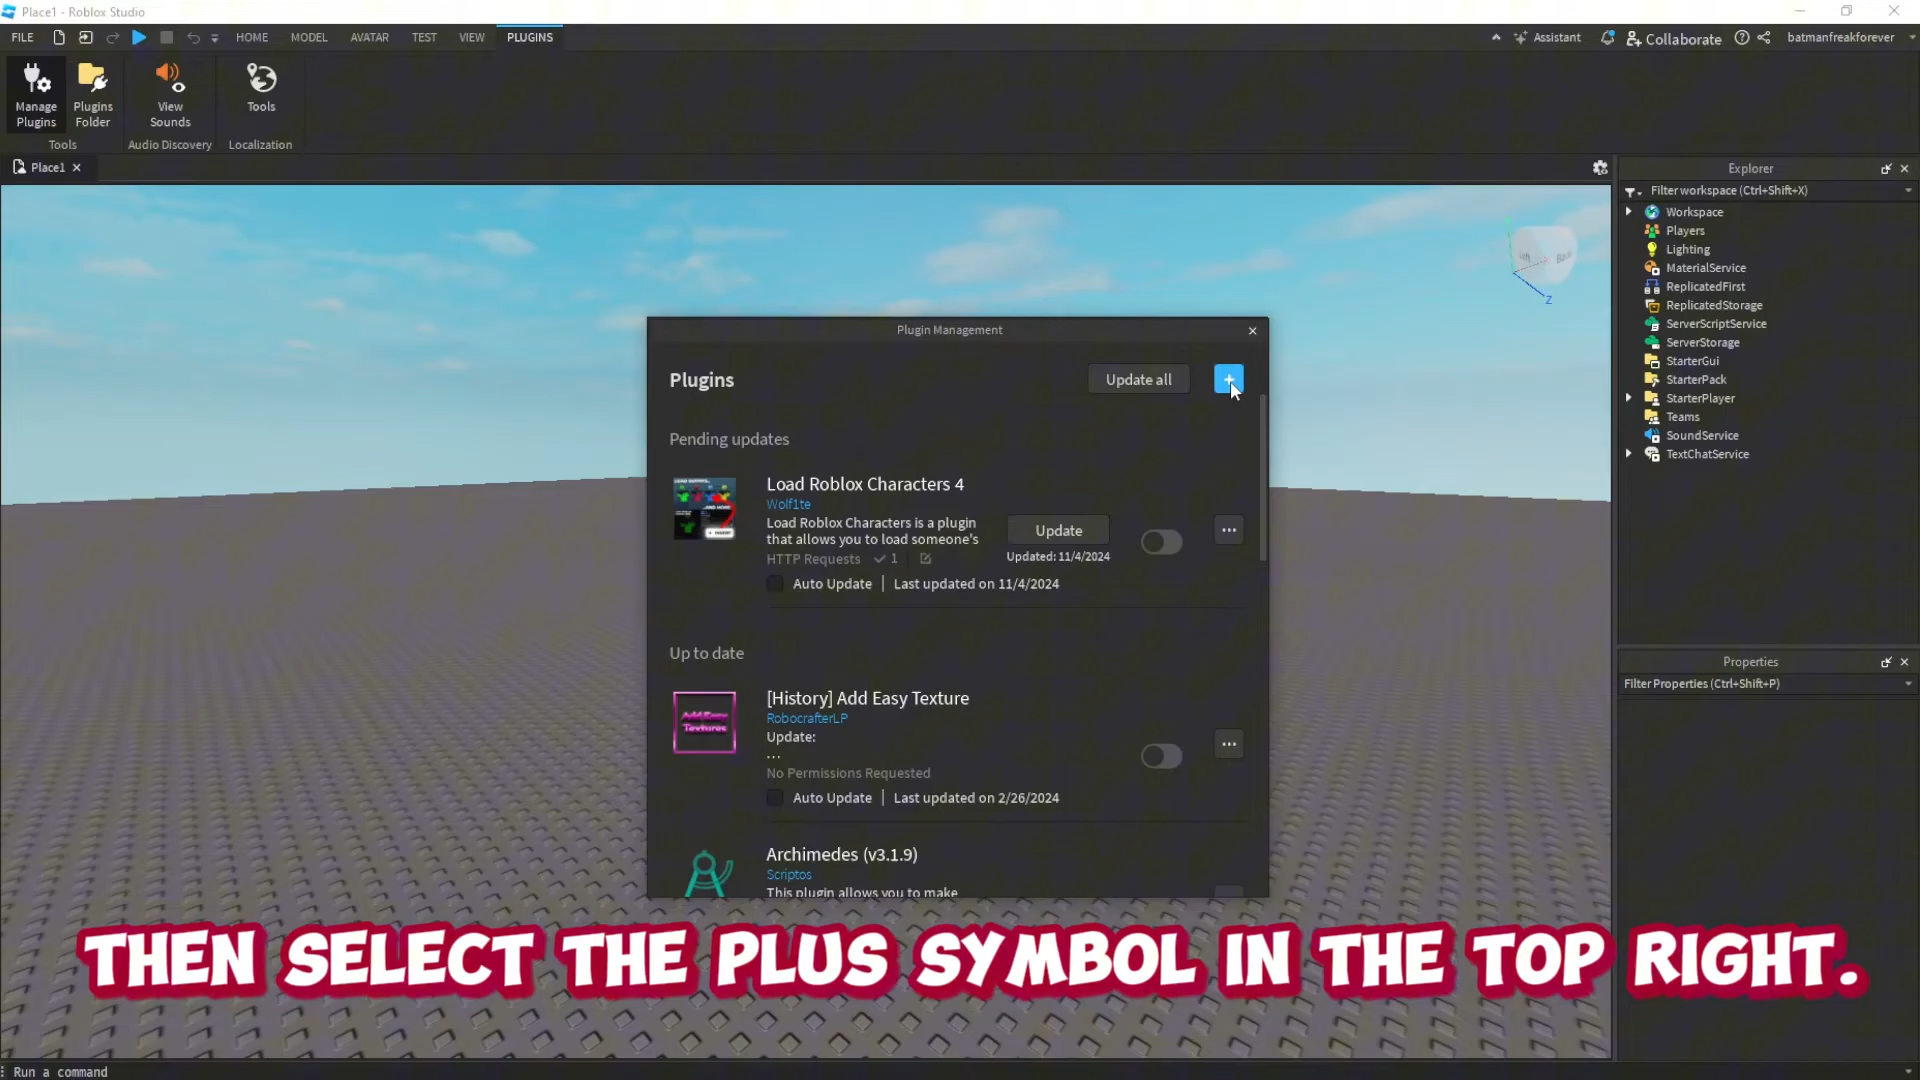 Place1 - Roblox Studio
FILE
HOME
MODEL
AVATAR
TEST
VIEW
PLUGINS
Assistant
Collaborate
batmanfreakforever
Manage
Plugins
Plugins
Folder
View
Sounds
Tools
Tools
Audio Discovery
Localization
Place1
Explorer
Filter workspace (Ctrl+Shift+X)
Workspace
Players
Lighting
MaterialService
ReplicatedFirst
ReplicatedStorage
ServerScriptService
ServerStorage
StarterGui
StarterPack
StarterPlayer
Teams
SoundService
TextChatService
Back
Z
Plugin Management
Plugins
Update all
+
Pending updates
Load Roblox Characters 4
Wolf1te
Load Roblox Characters is a plugin
that allows you to load someone's
HTTP Requests 1
Update
Updated: 11/4/2024
...
Auto Update | Last updated on 11/4/2024
Up to date
Add Easy
Textures
[History] Add Easy Texture
RobocrafterLP
Update:
...
No Permissions Requested
...
Auto Update | Last updated on 2/26/2024
Archimedes (v3.1.9)
Scriptos
This plugin allows you to make
Properties
Filter Properties (Ctrl+Shift+P)
THEN SELECT THE PLUS SYMBOL IN THE TOP RIGHT.
Run a command